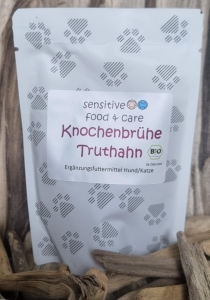 sensitive
food & care
Knochenbrühe
Truthahn
BIO
Ergänzungsfuttermittel Hund/Katze